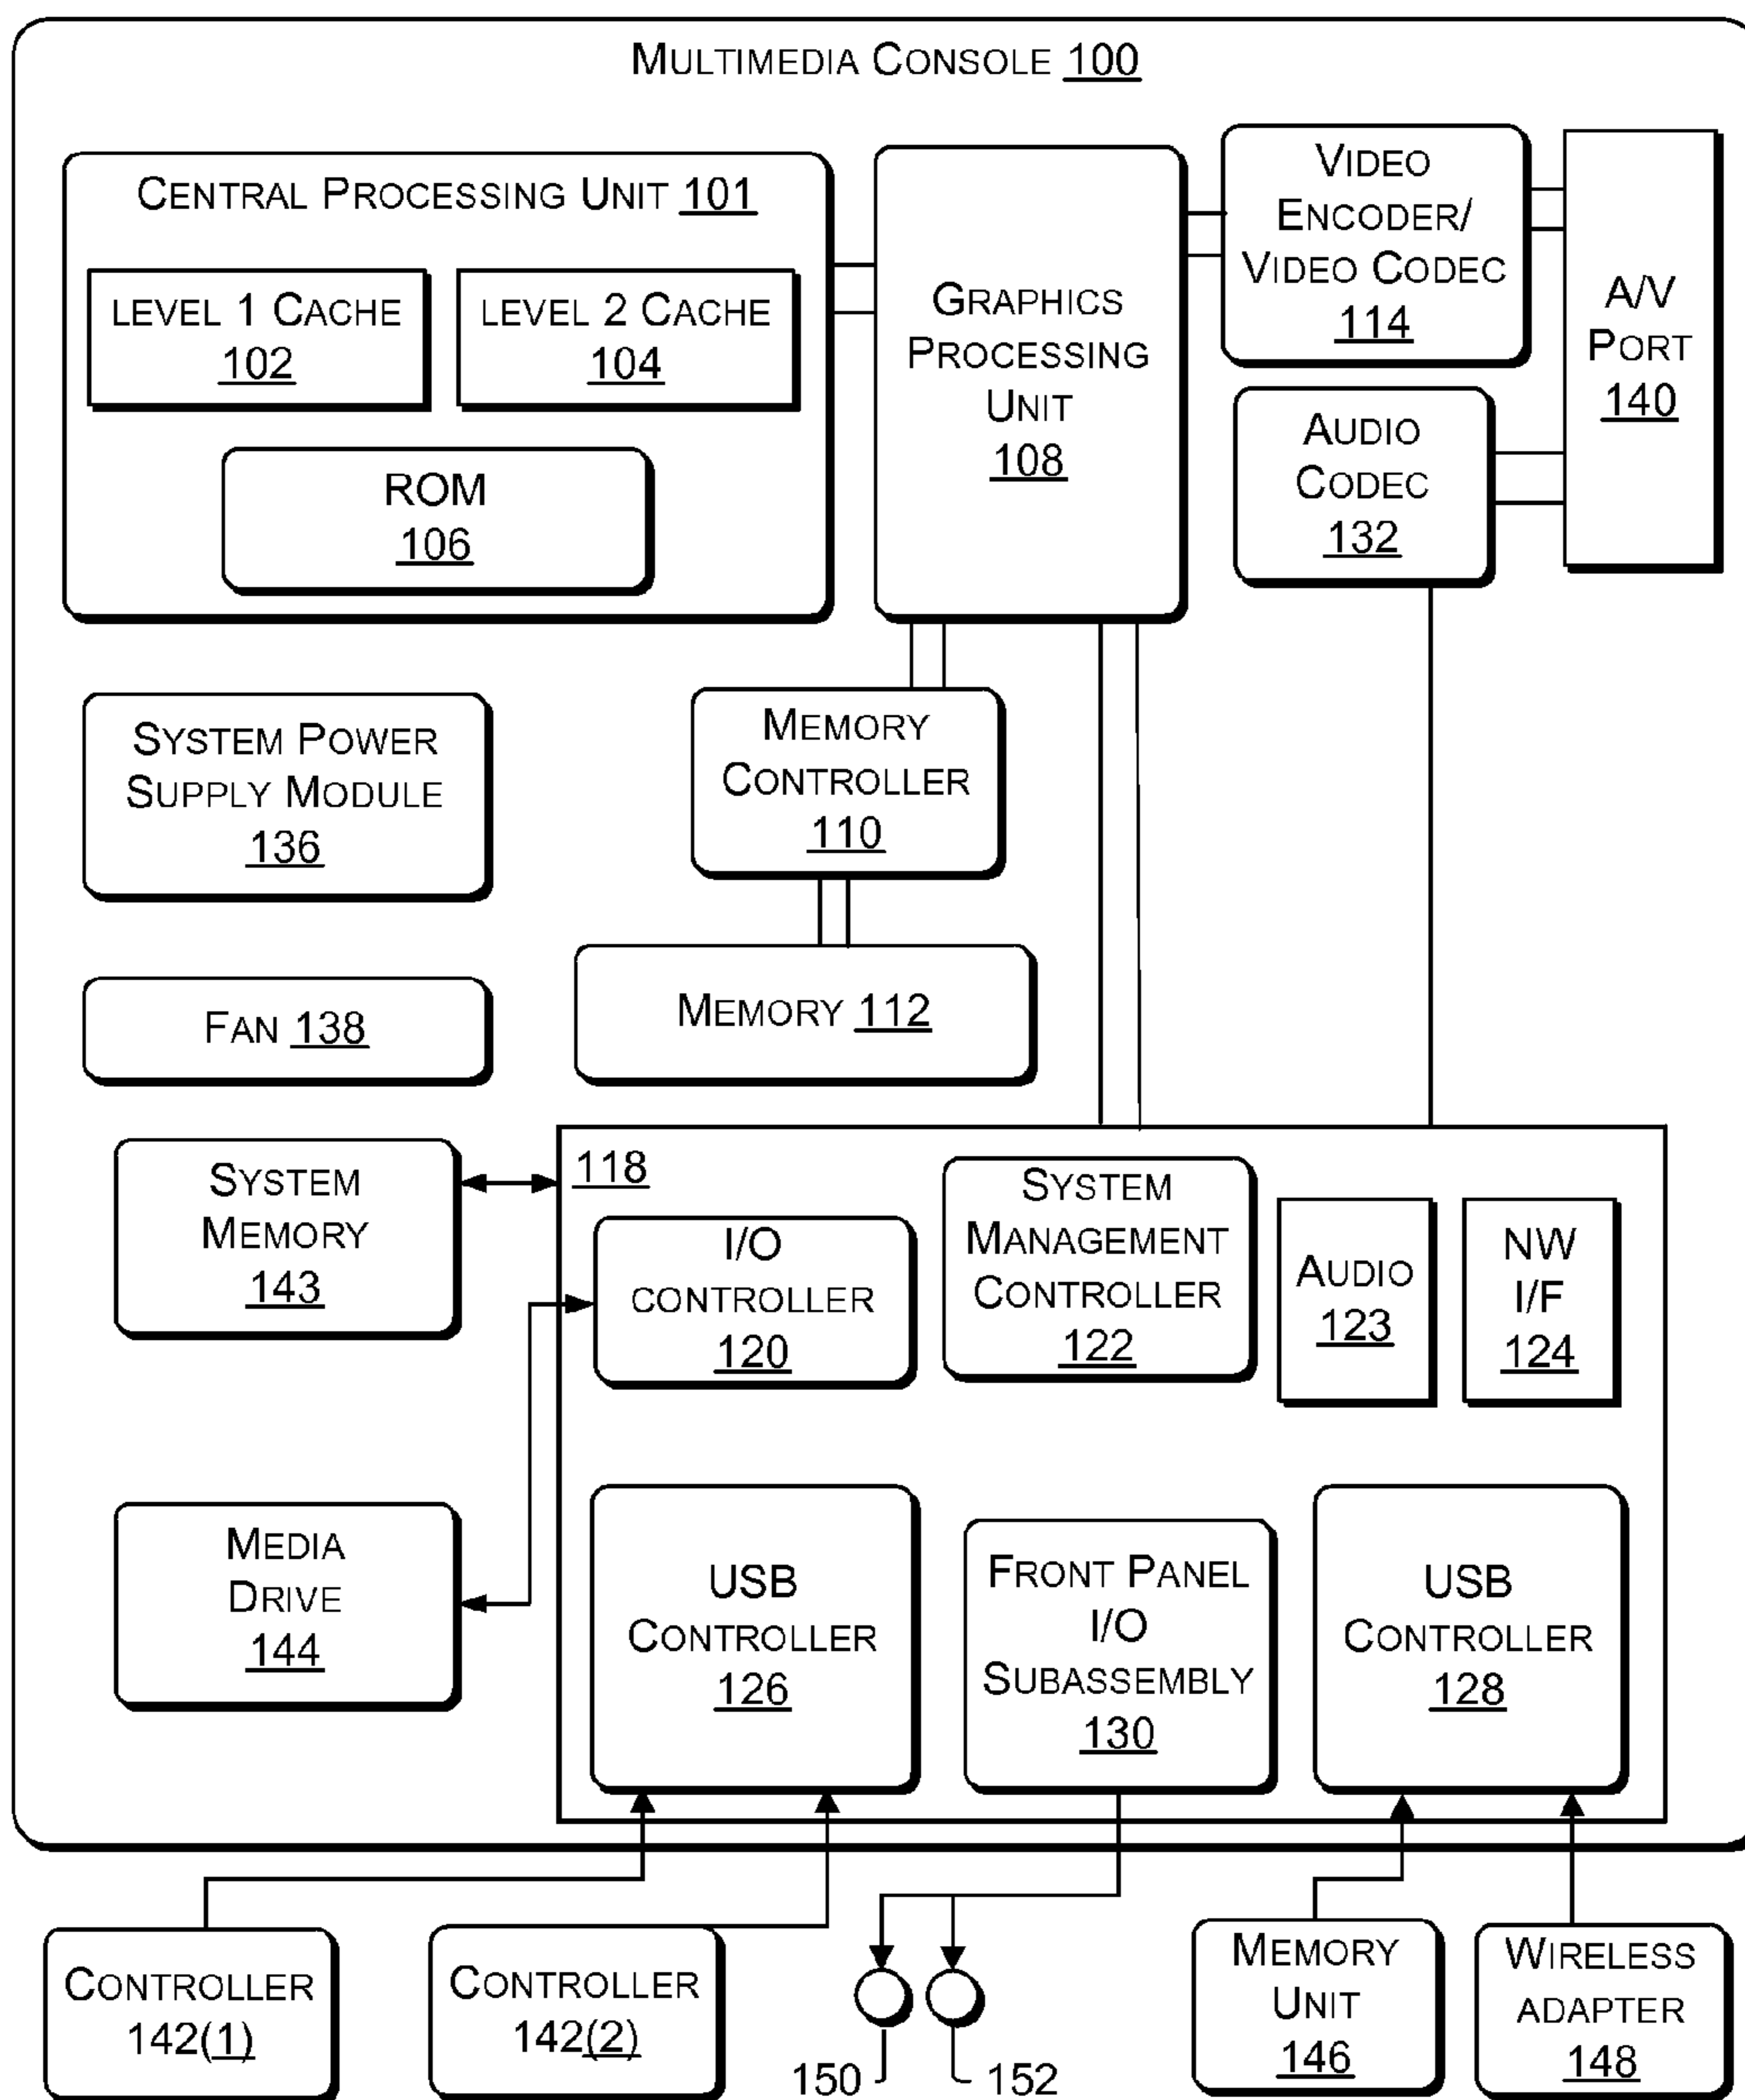 MULTIMEDIA CONSOLE 100
CENTRAL PROCESSING UNIT 101
LEVEL 1 CACHE
102
LEVEL 2 CACHE
104
ROM
106
GRAPHICS
PROCESSING
UNIT
108
VIDEO
ENCODER/
VIDEO CODEC
114
AUDIO
CODEC
132
A/V
PORT
140
SYSTEM POWER
SUPPLY MODULE
136
MEMORY
CONTROLLER
110
FAN 138
MEMORY 112
SYSTEM
MEMORY
143
118
I/O
CONTROLLER
120
SYSTEM
MANAGEMENT
CONTROLLER
122
AUDIO
123
NW
I/F
124
MEDIA
DRIVE
144
USB
CONTROLLER
126
FRONT PANEL
I/O
SUBASSEMBLY
130
USB
CONTROLLER
128
CONTROLLER
142(1)
CONTROLLER
142(2)
150
152
MEMORY
UNIT
146
WIRELESS
ADAPTER
148